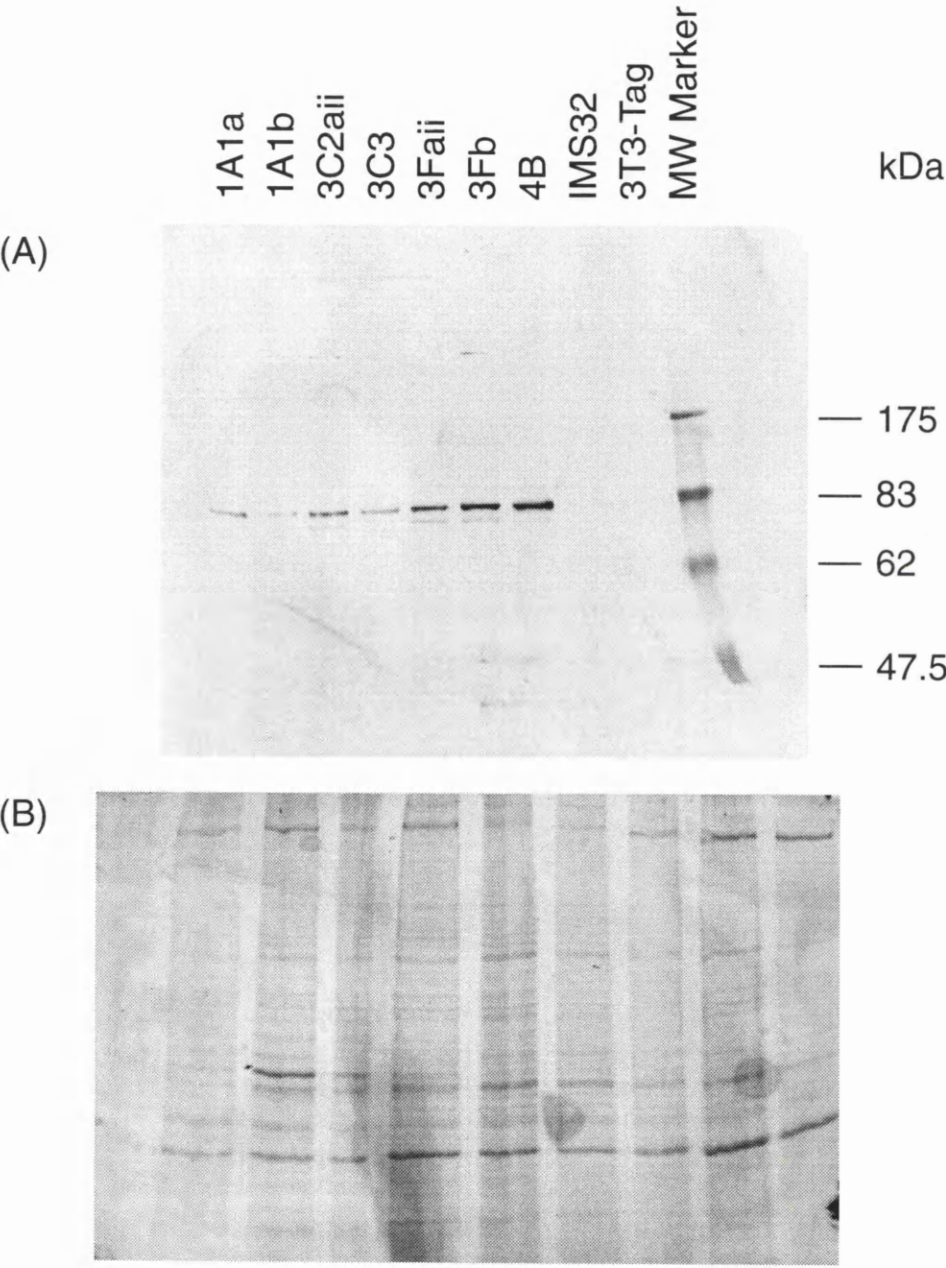 1A1a
1A1b
3C2aii
3C3
3Faii
3Fb
4B
IMS32
3T3-Tag
MW Marker
kDa
(A)
175
83
62
47.5
(B)